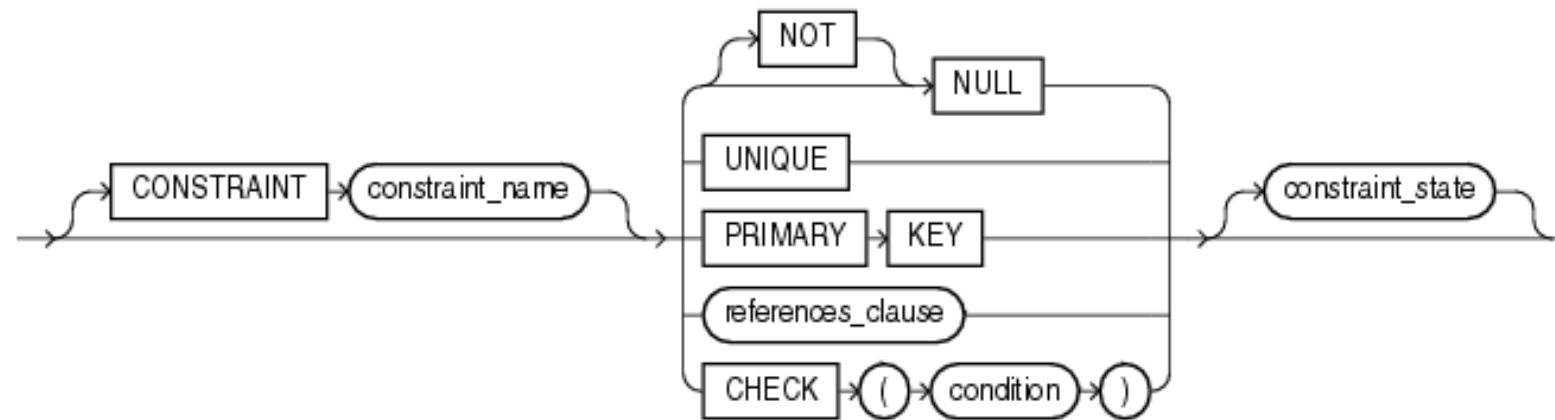 NOT
NULL
UNIQUE
CONSTRAINT constraint_name
constraint_state
PRIMARY KEY
references_clause
CHECK ( condition )